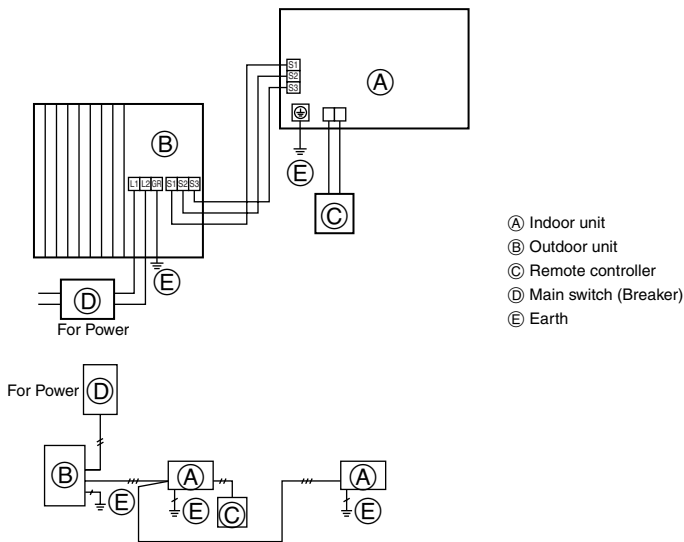 S1
S2
S3
Ⓐ
Ⓑ
L1 L2 GR S1 S2 S3
Ⓔ
Ⓒ
Ⓔ
Ⓓ
For Power
Ⓐ Indoor unit
Ⓑ Outdoor unit
Ⓒ Remote controller
Ⓓ Main switch (Breaker)
Ⓔ Earth
For Power Ⓓ
Ⓑ
Ⓔ
Ⓐ
Ⓔ
Ⓒ
Ⓐ
Ⓔ